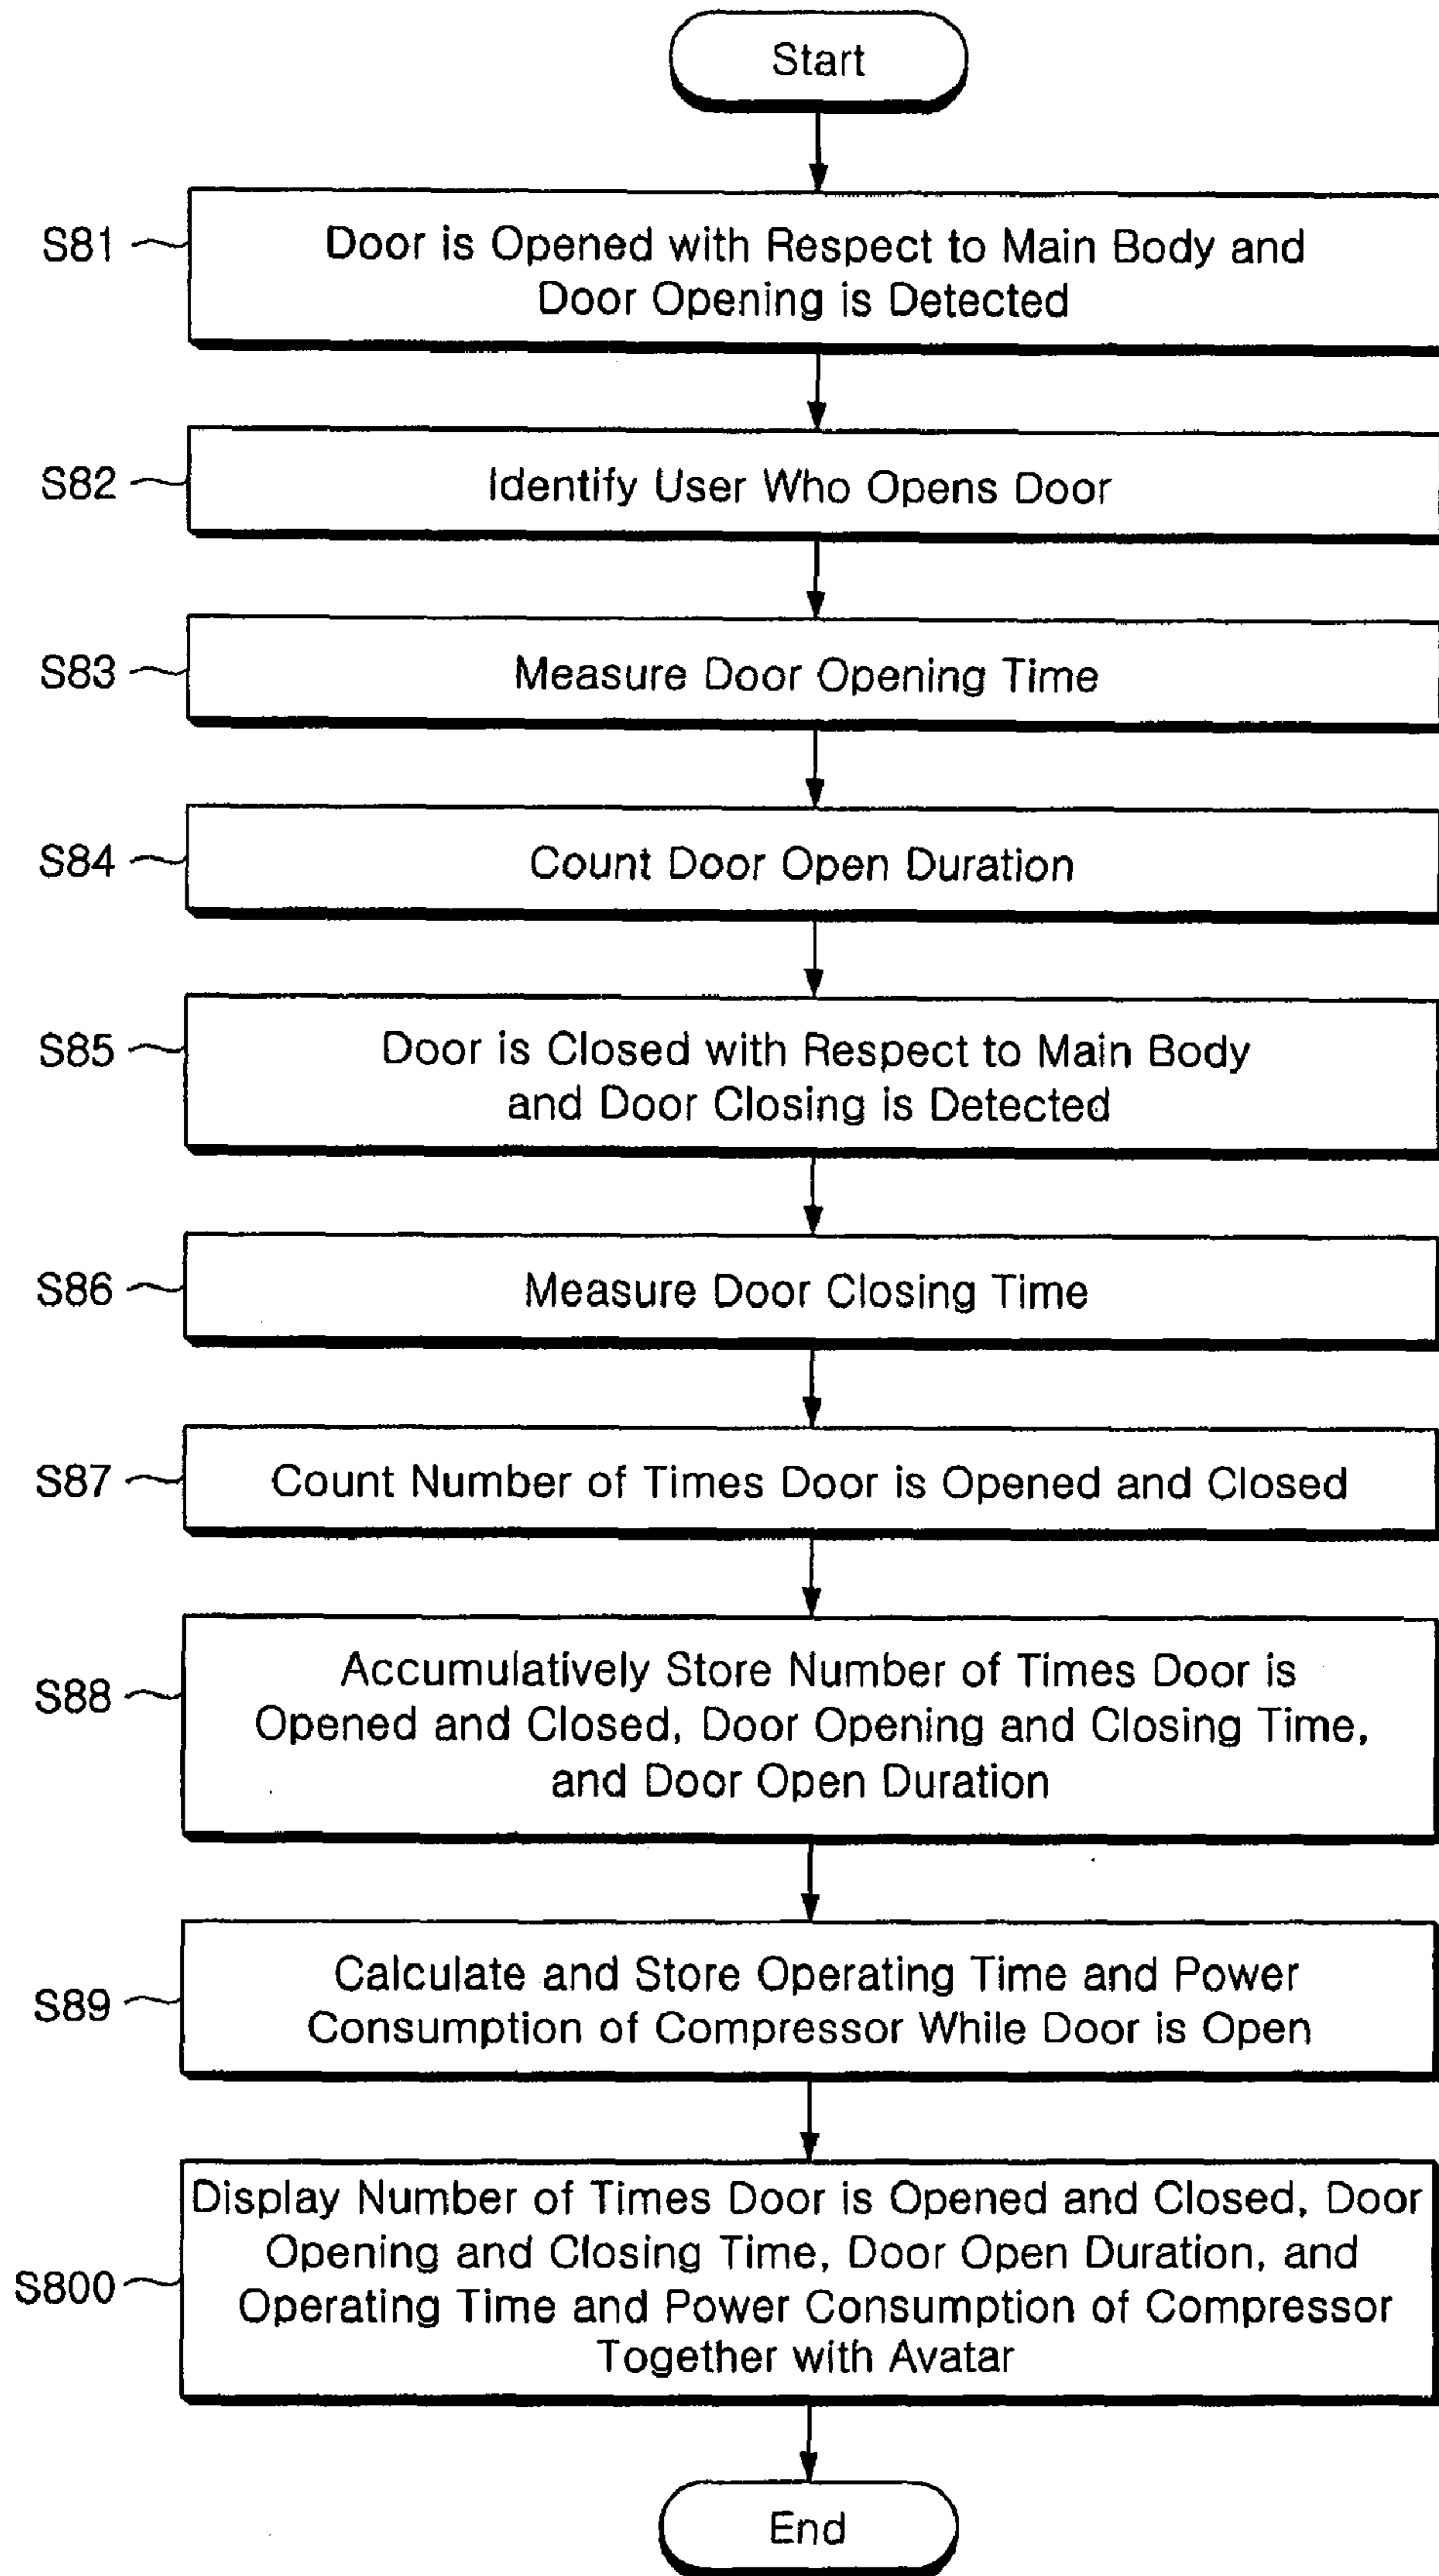 Start
S81
Door is Opened with Respect to Main Body and
Door Opening is Detected
S82
Identify User Who Opens Door
S83
Measure Door Opening Time
S84
Count Door Open Duration
S85
Door is Closed with Respect to Main Body
and Door Closing is Detected
S86
Measure Door Closing Time
S87
Count Number of Times Door is Opened and Closed
S88
Accumulatively Store Number of Times Door is
Opened and Closed, Door Opening and Closing Time,
and Door Open Duration
S89
Calculate and Store Operating Time and Power
Consumption of Compressor While Door is Open
S800
Display Number of Times Door is Opened and Closed, Door
Opening and Closing Time, Door Open Duration, and
Operating Time and Power Consumption of Compressor
Together with Avatar
End